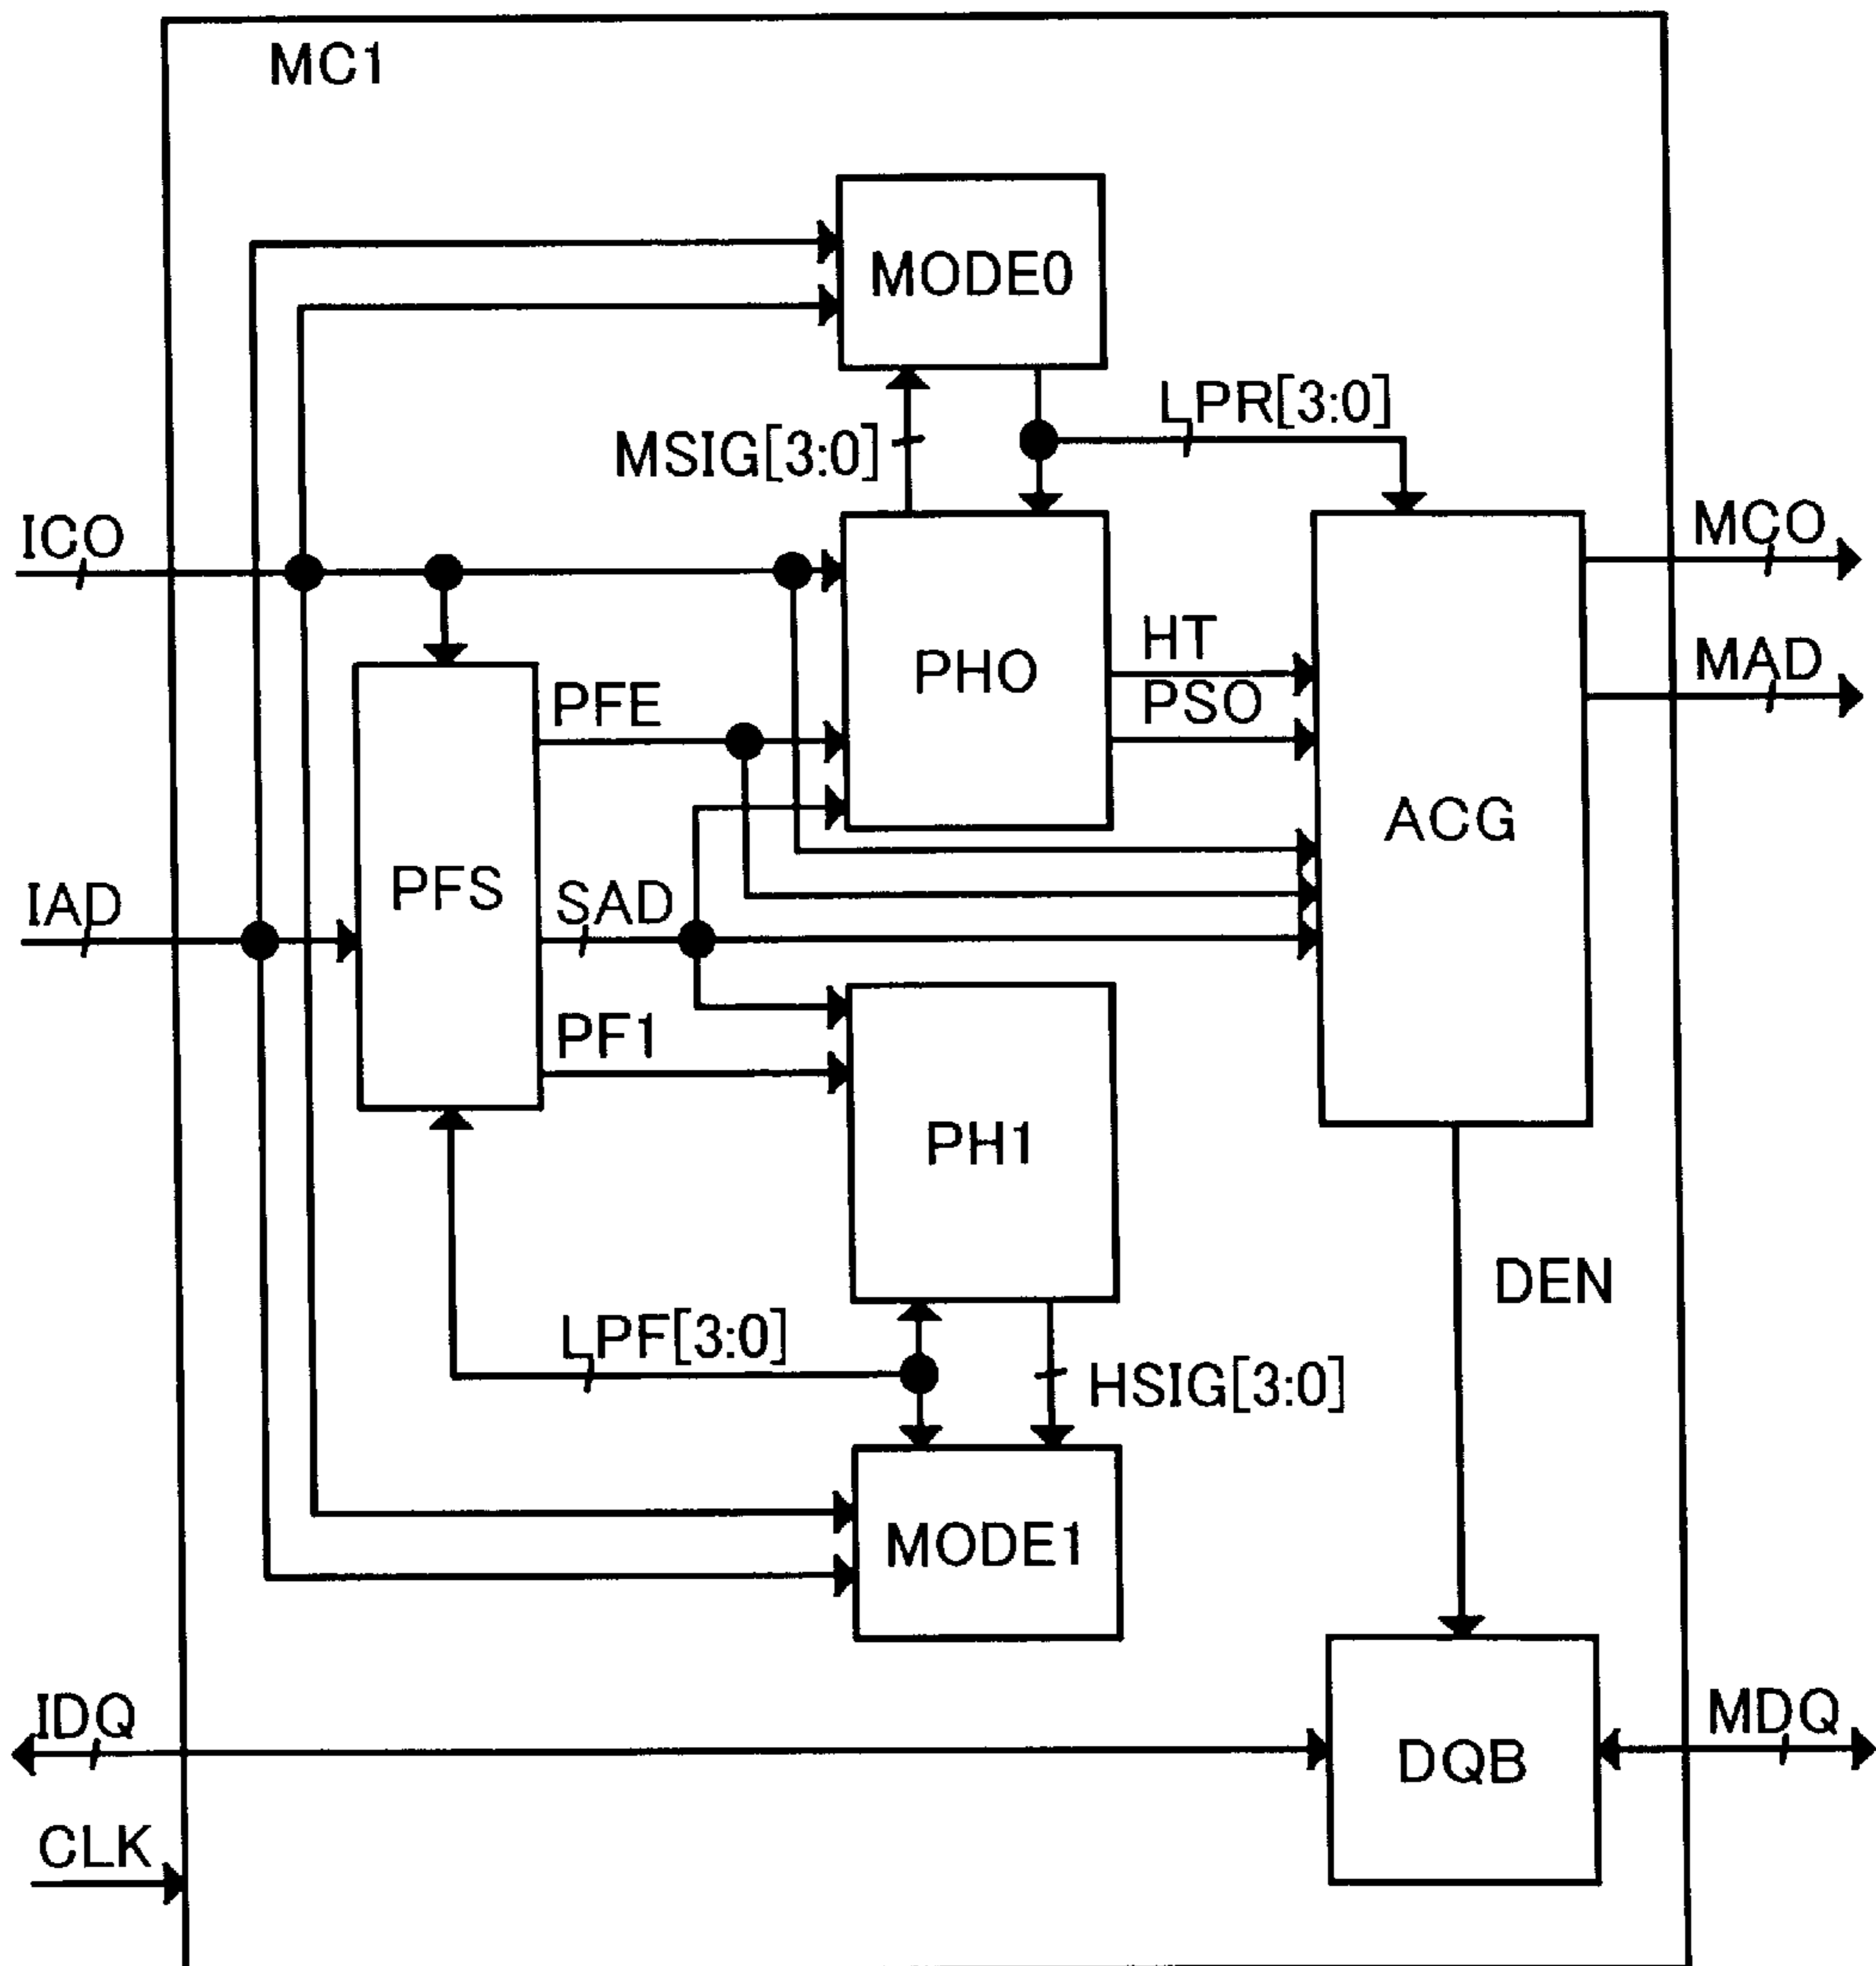 MC1
MODE0
LPR[3:0]
MSIG[3:0]
ICO
MCO
HT
PHO
MAD
PFE
PSO
ACG
PFS
IAD
SAD
PF1
PH1
DEN
LPF[3:0]
HSIG[3:0]
MODE1
IDQ
MDQ
DQB
CLK